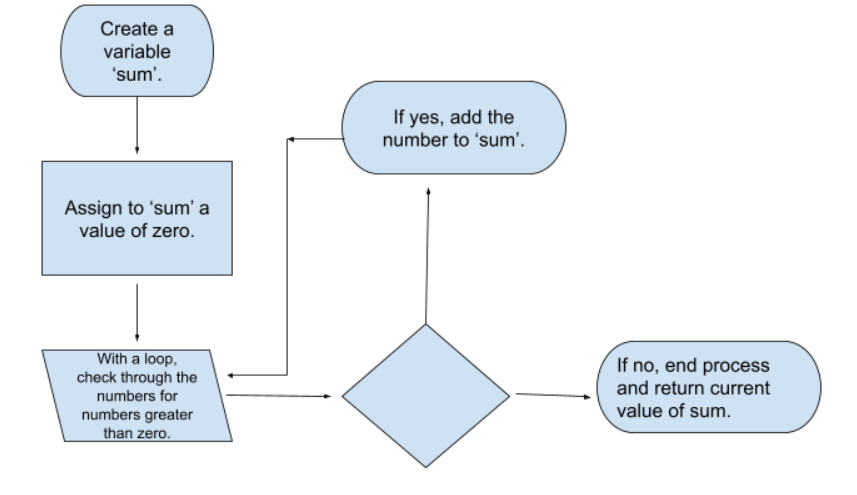 Create a
variable
‘sum’.
If yes, add the
number to ‘sum’.
Assign to ‘sum’ a
value of zero.
With a loop,
check through the
numbers for
numbers greater
than zero.
If no, end process
and return current
value of sum.